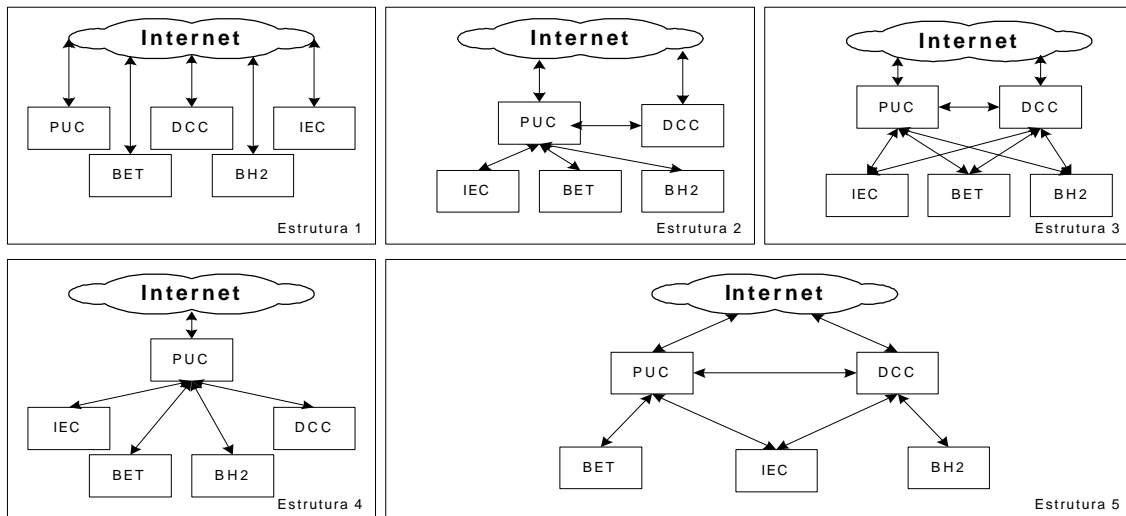 Internet
PUC DCC IEC
BET BH2
Estrutura 1
Internet
PUC DCC
IEC BET BH2
Estrutura 2
Internet
PUC DCC
IEC BET BH2
Estrutura 3
Internet
PUC
IEC DCC
BET BH2
Estrutura 4
Internet
PUC DCC
BET IEC BH2
Estrutura 5